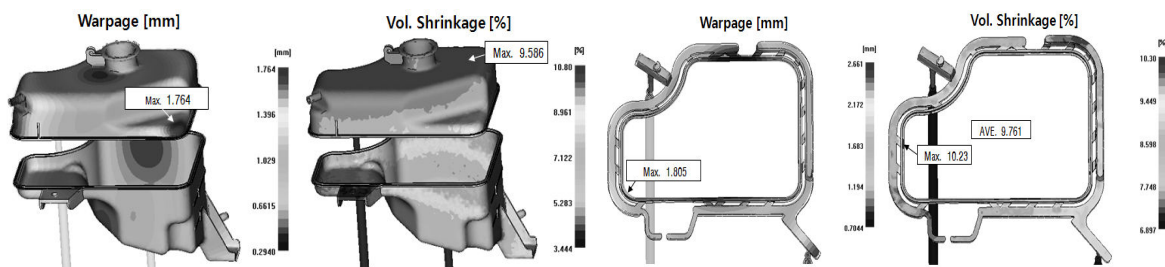 Warpage [mm]
Vol. Shrinkage [%]
Warpage [mm]
Vol. Shrinkage [%]
[mm]
1.764
1.396
1.029
0.6615
0.2940
Max. 1.764
[%]
10.80
8.961
7.122
5.283
3.444
Max. 9.586
[mm]
2.661
2.172
1.683
1.194
0.7044
Max. 1.805
[%]
10.30
9.449
8.598
7.748
6.897
AVE. 9.761
Max. 10.23